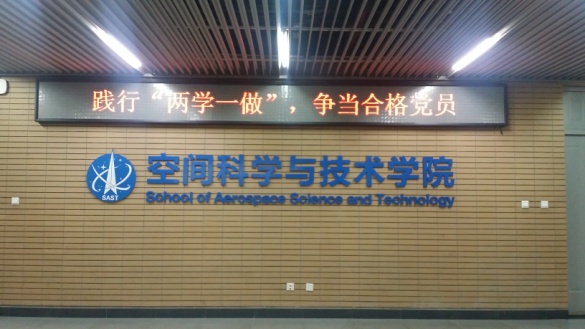 践行“两学一做”，争当合格党员
空间科学与技术学院
School of Aerospace Science and Technology
SAST